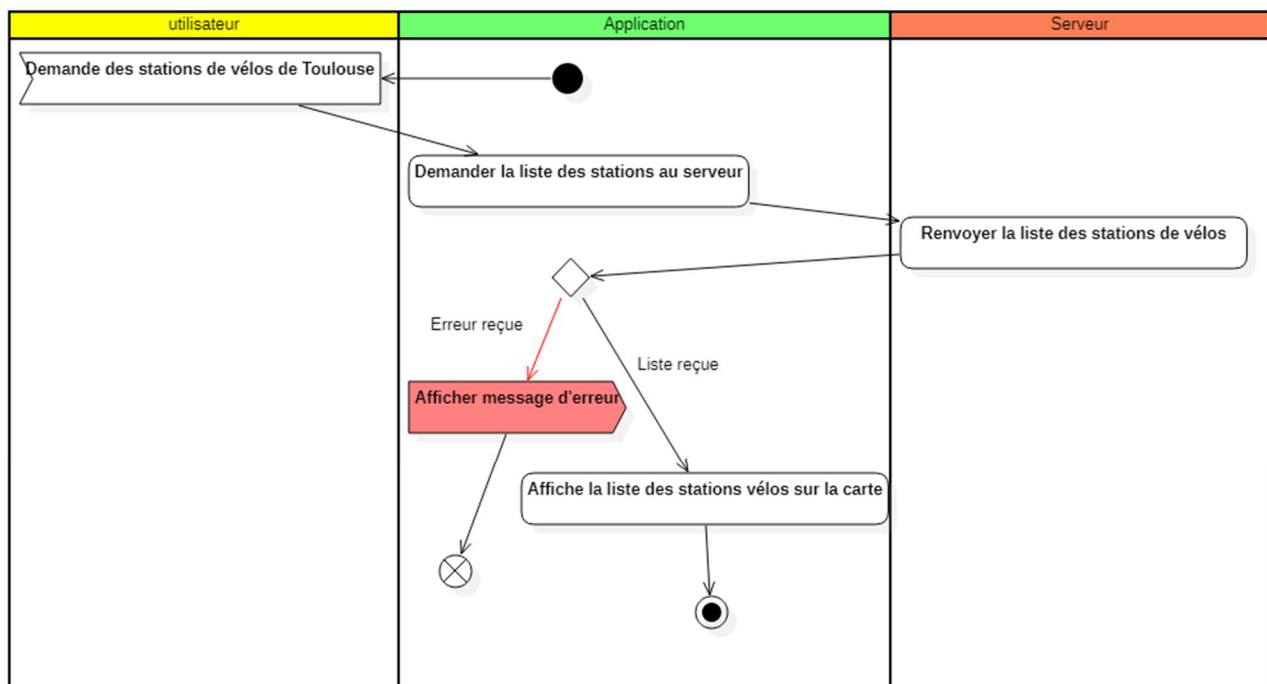 utilisateur
Application
Serveur
Demande des stations de vélos de Toulouse
Demander la liste des stations au serveur
Renvoyer la liste des stations de vélos
Erreur reçue
Liste reçue
Afficher message d'erreur
Affiche la liste des stations vélos sur la carte